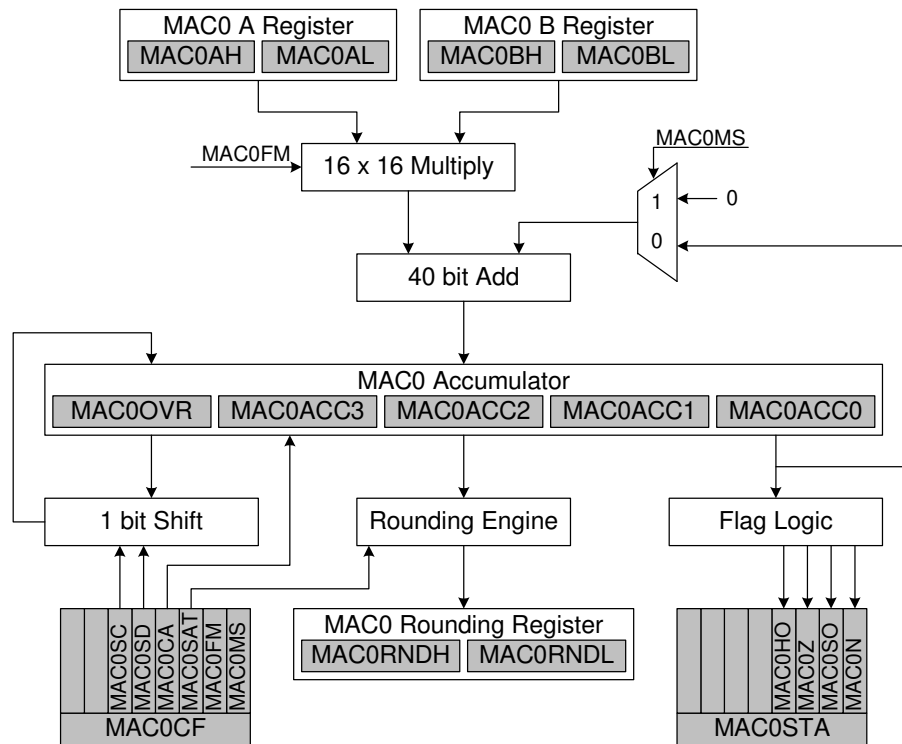 MAC0 A Register
MAC0AH MAC0AL
MAC0 B Register
MAC0BH MAC0BL
MAC0FM
16 x 16 Multiply
MAC0MS
1 0
0
40 bit Add
MAC0 Accumulator
MAC0OVR MAC0ACC3 MAC0ACC2 MAC0ACC1 MAC0ACC0
1 bit Shift
Rounding Engine
Flag Logic
MAC0SC
MAC0SD
MAC0CA
MAC0SAT
MAC0FM
MAC0MS
MAC0CF
MAC0 Rounding Register
MAC0RNDH MAC0RNDL
MAC0HO
MAC0Z
MAC0SO
MAC0N
MAC0STA